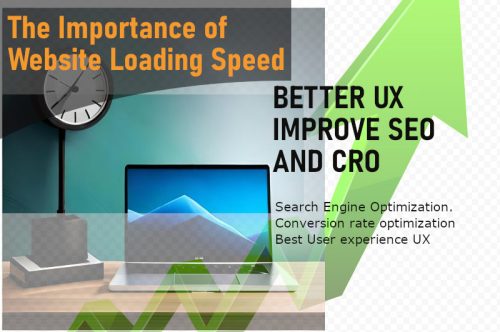 The Importance of
Website Loading Speed
BETTER UX
IMPROVE SEO
AND CRO
Search Engine Optimization.
Conversion rate optimization
Best User experience UX